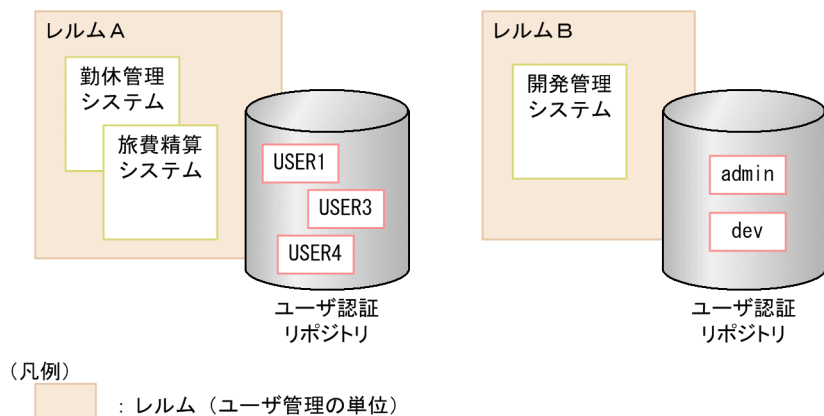 レルムA
勤休管理
システム
旅費精算
システム
USER1
USER3
USER4
ユーザ認証
リポジトリ
レルムB
開発管理
システム
admin
dev
ユーザ認証
リポジトリ
(凡例)
：レルム（ユーザ管理の単位）